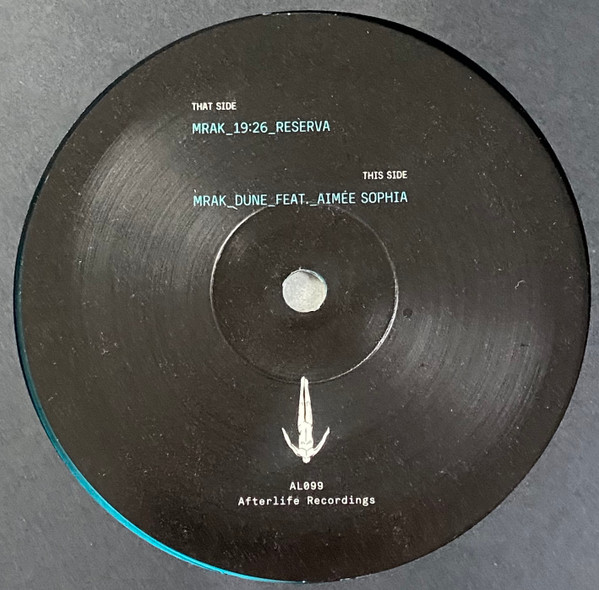 THAT SIDE
MRAK_19:26_RESERVA
THIS SIDE
MRAK_DUNE_FEAT._AIMÉE SOPHIA
AL099
Afterlife Recordings